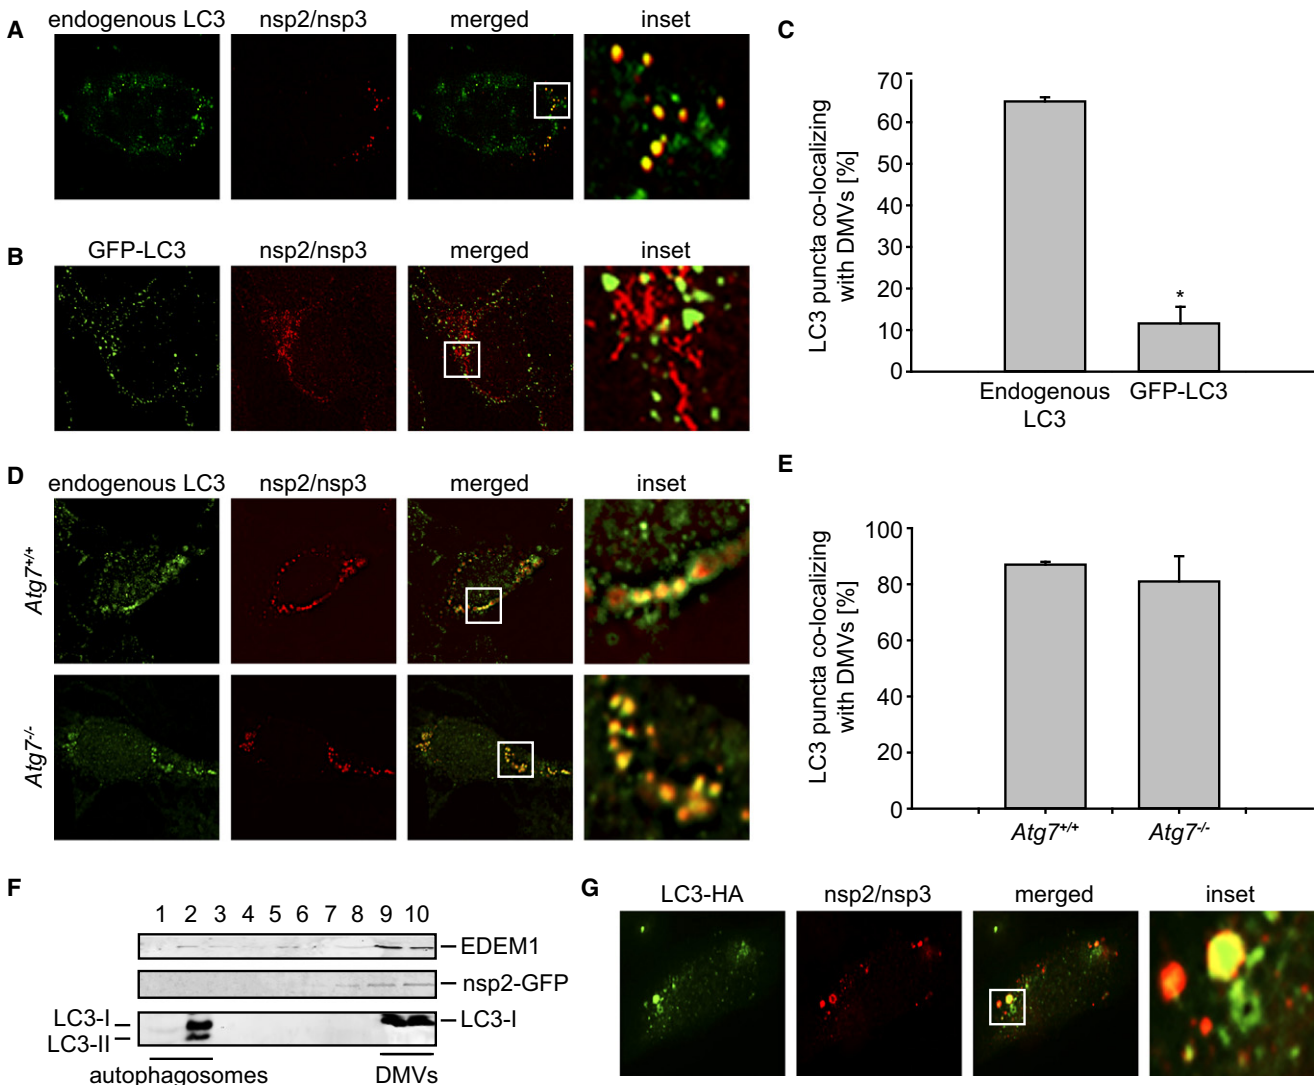 A
endogenous LC3
nsp2/nsp3
merged
inset
B
GFP-LC3
nsp2/nsp3
merged
inset
C
LC3 puncta co-localizing
with DMVs [%]
70
60
50
40
30
20
10
0
*
Endogenous
LC3
GFP-LC3
D
endogenous LC3
nsp2/nsp3
merged
inset
Atg7+/+
Atg7-/-
E
LC3 puncta co-localizing
with DMVs [%]
100
80
60
40
20
0
Atg7+/+
Atg7-/-
F
1 2 3 4 5 6 7 8 9 10
EDEM1
nsp2-GFP
LC3-I
LC3-II
LC3-I
autophagosomes
DMVs
G
LC3-HA
nsp2/nsp3
merged
inset